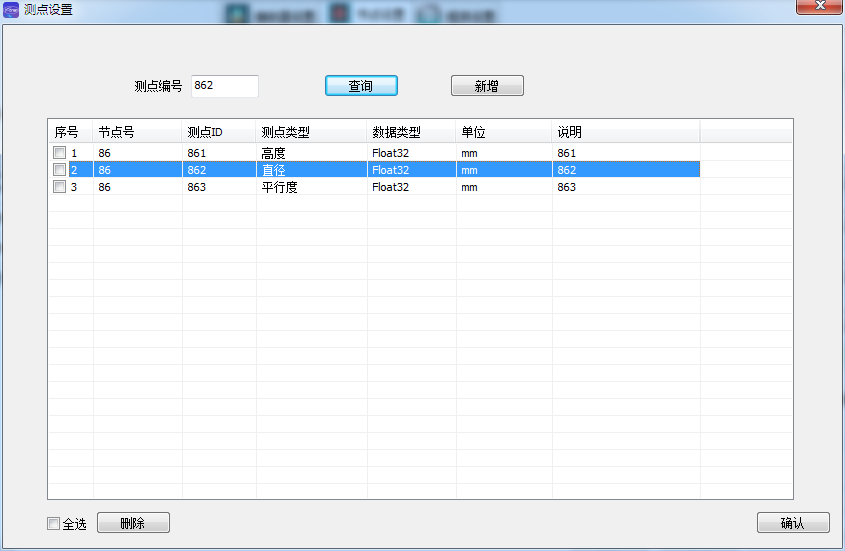 测点设置
测点编号 862 查询 新增
序号 节点号 测点ID 测点类型 数据类型 单位 说明
1 86 861 高度 Float32 mm 861
2 86 862 直径 Float32 mm 862
3 86 863 平行度 Float32 mm 863
全选 删除 确认